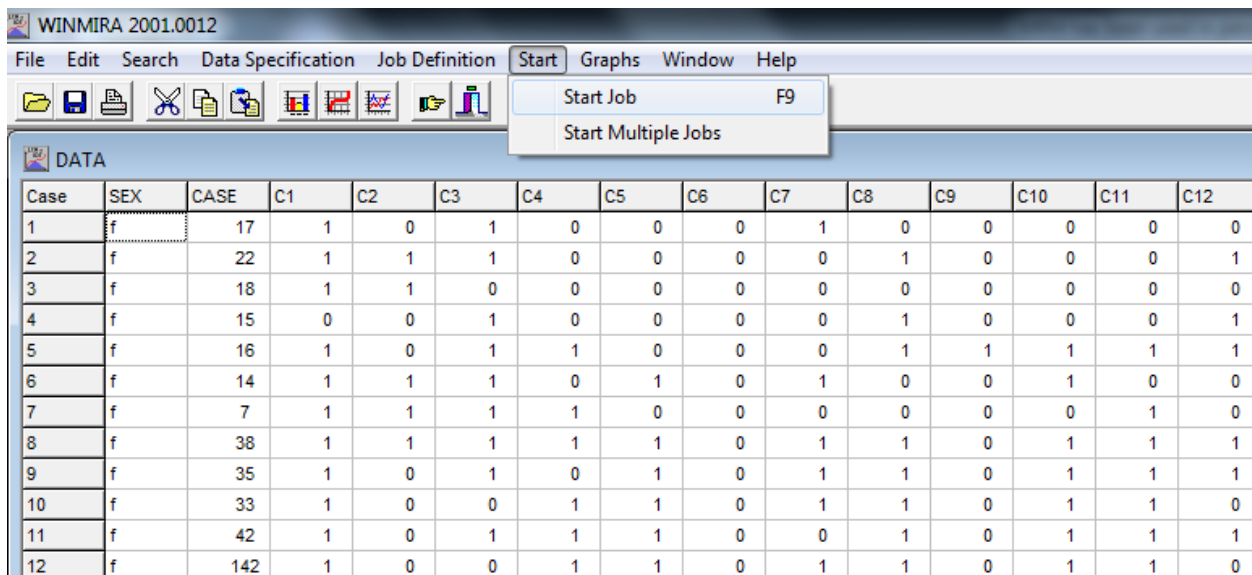 WINMIRA 2001.0012
File Edit Search Data Specification Job Definition Start Graphs Window Help
Start Job F9
Start Multiple Jobs
DATA
Case SEX CASE C1 C2 C3 C4 C5 C6 C7 C8 C9 C10 C11 C12
1 f 17 1 0 1 0 0 0 1 0 0 0 0 0
2 f 22 1 1 1 0 0 0 0 1 0 0 0 1
3 f 18 1 1 0 0 0 0 0 0 0 0 0 0
4 f 15 0 0 1 0 0 0 0 1 0 0 0 1
5 f 16 1 0 1 1 0 0 0 1 1 1 1 1
6 f 14 1 1 1 0 1 0 1 0 0 1 0 0
7 f 7 1 1 1 1 0 0 0 0 0 0 1 0
8 f 38 1 1 1 1 1 0 1 1 0 1 1 1
9 f 35 1 0 1 0 1 0 1 1 0 1 1 1
10 f 33 1 0 0 1 1 0 1 1 0 1 1 0
11 f 42 1 0 1 1 1 0 0 1 0 1 1 1
12 f 142 1 0 0 1 1 0 1 1 0 1 1 0